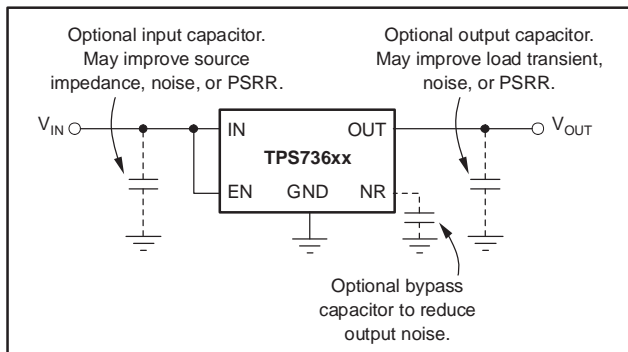 Optional input capacitor.
May improve source
impedance, noise, or PSRR.
Optional output capacitor.
May improve load transient,
noise, or PSRR.
VIN
IN
OUT
VOUT
TPS736xx
EN
GND
NR
Optional bypass
capacitor to reduce
output noise.